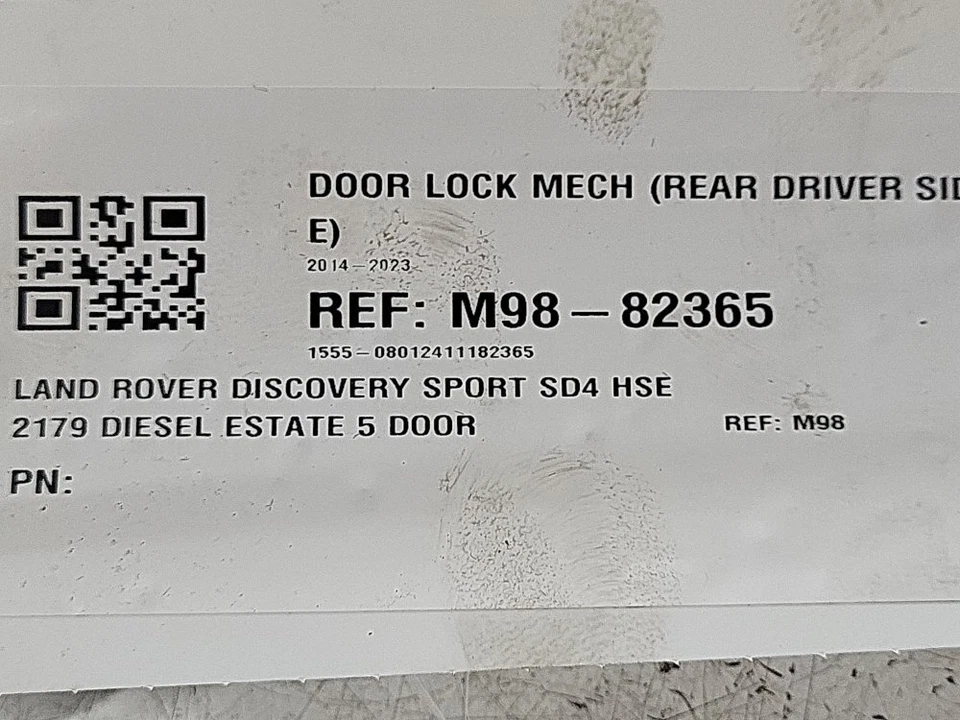 DOOR LOCK MECH (REAR DRIVER SID
E)
2014-2023
REF: M98-82365
1555-08012411182365
LAND ROVER DISCOVERY SPORT SD4 HSE
2179 DIESEL ESTATE 5 DOOR
REF: M98
PN: